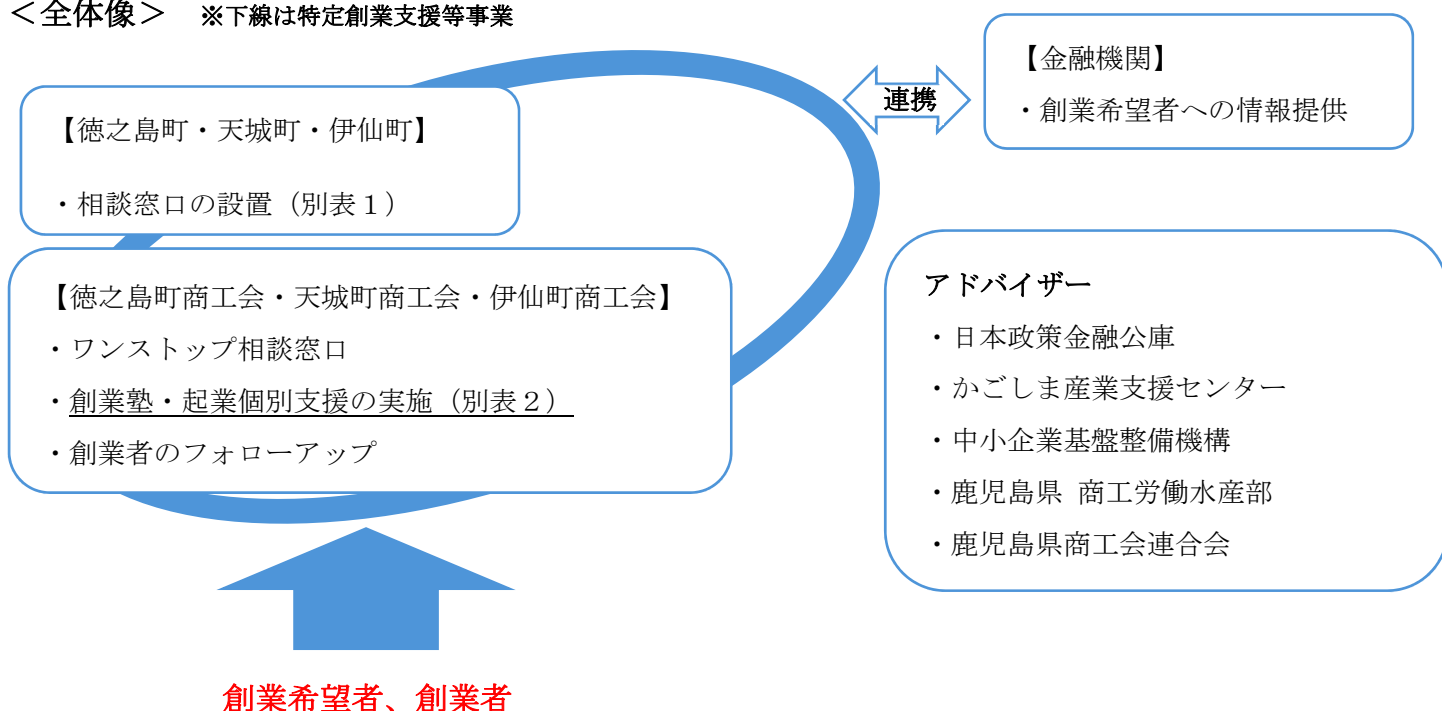 ＜全体像＞ ※下線は特定創業支援等事業
【徳之島町・天城町・伊仙町】
・相談窓口の設置（別表１）
連携
【金融機関】
・創業希望者への情報提供
【徳之島町商工会・天城町商工会・伊仙町商工会】
・ワンストップ相談窓口
・創業塾・起業個別支援の実施（別表２）
・創業者のフォローアップ
アドバイザー
・日本政策金融公庫
・かごしま産業支援センター
・中小企業基盤整備機構
・鹿児島県 商工労働水産部
・鹿児島県商工会連合会
創業希望者、創業者